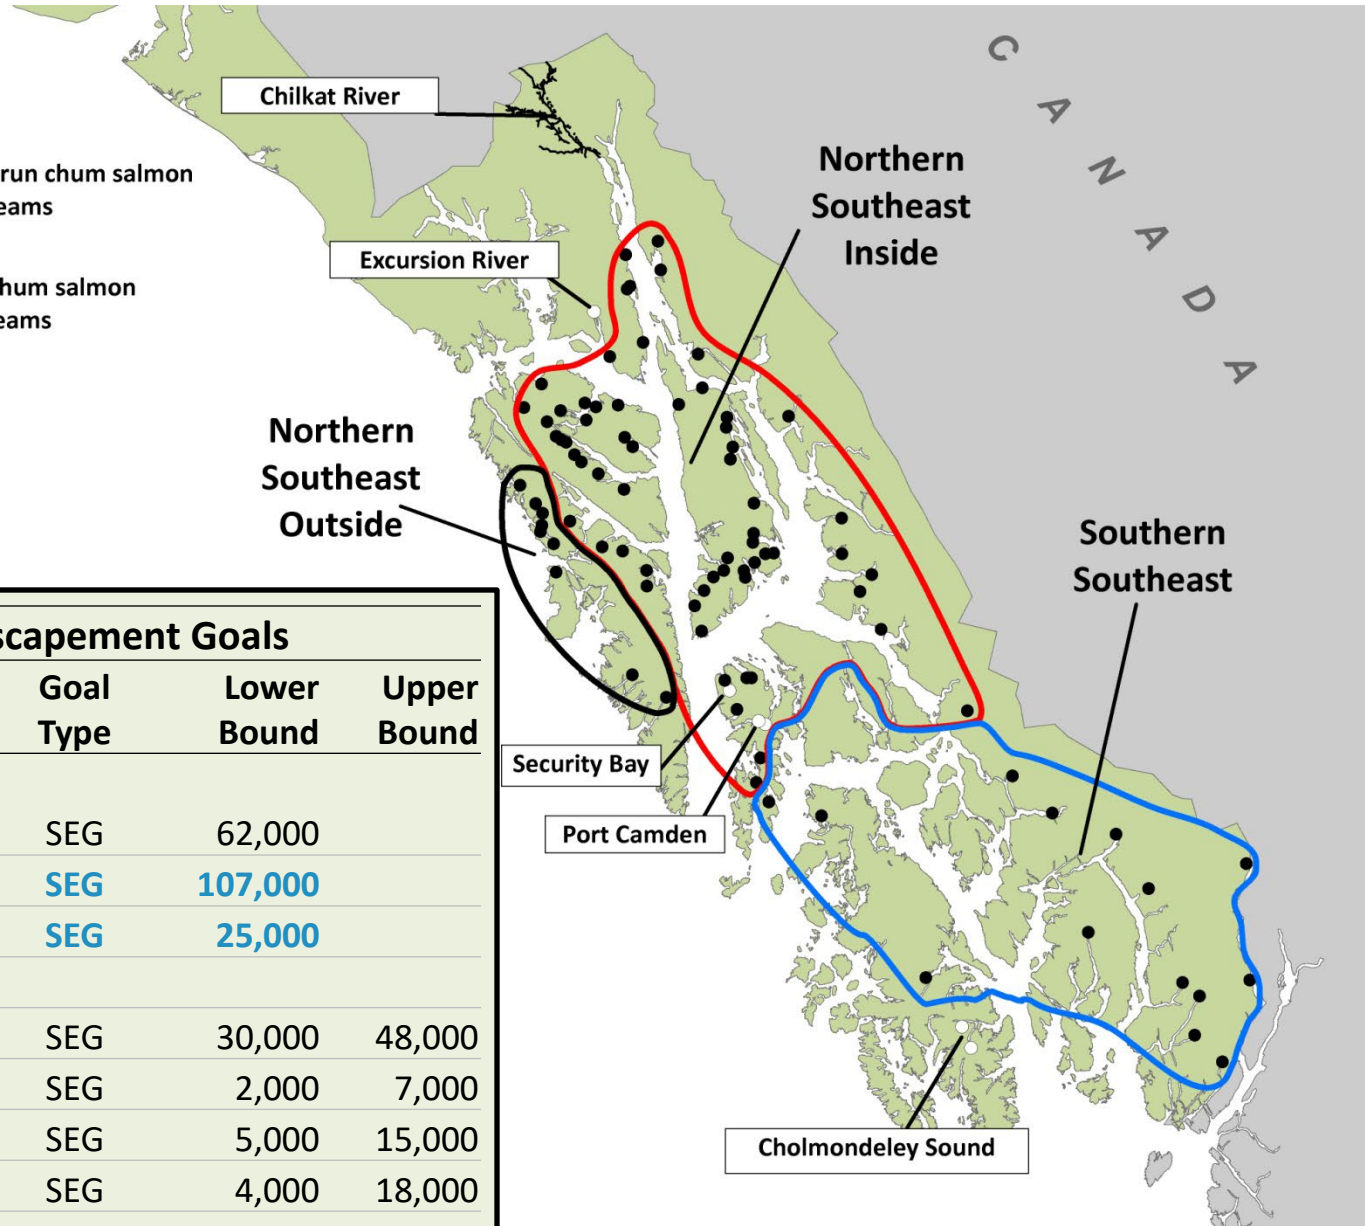 Chilkat River
run chum salmon
eams
Excursion River
hum salmon
eams
C A N A D A
Northern
Southeast
Inside
Northern
Southeast
Outside
Southern
Southeast
Security Bay
Port Camden
Cholmondeley Sound
scapement Goals
Goal Lower Upper
Type Bound Bound
SEG 62,000
SEG 107,000
SEG 25,000
SEG 30,000 48,000
SEG 2,000 7,000
SEG 5,000 15,000
SEG 4,000 18,000